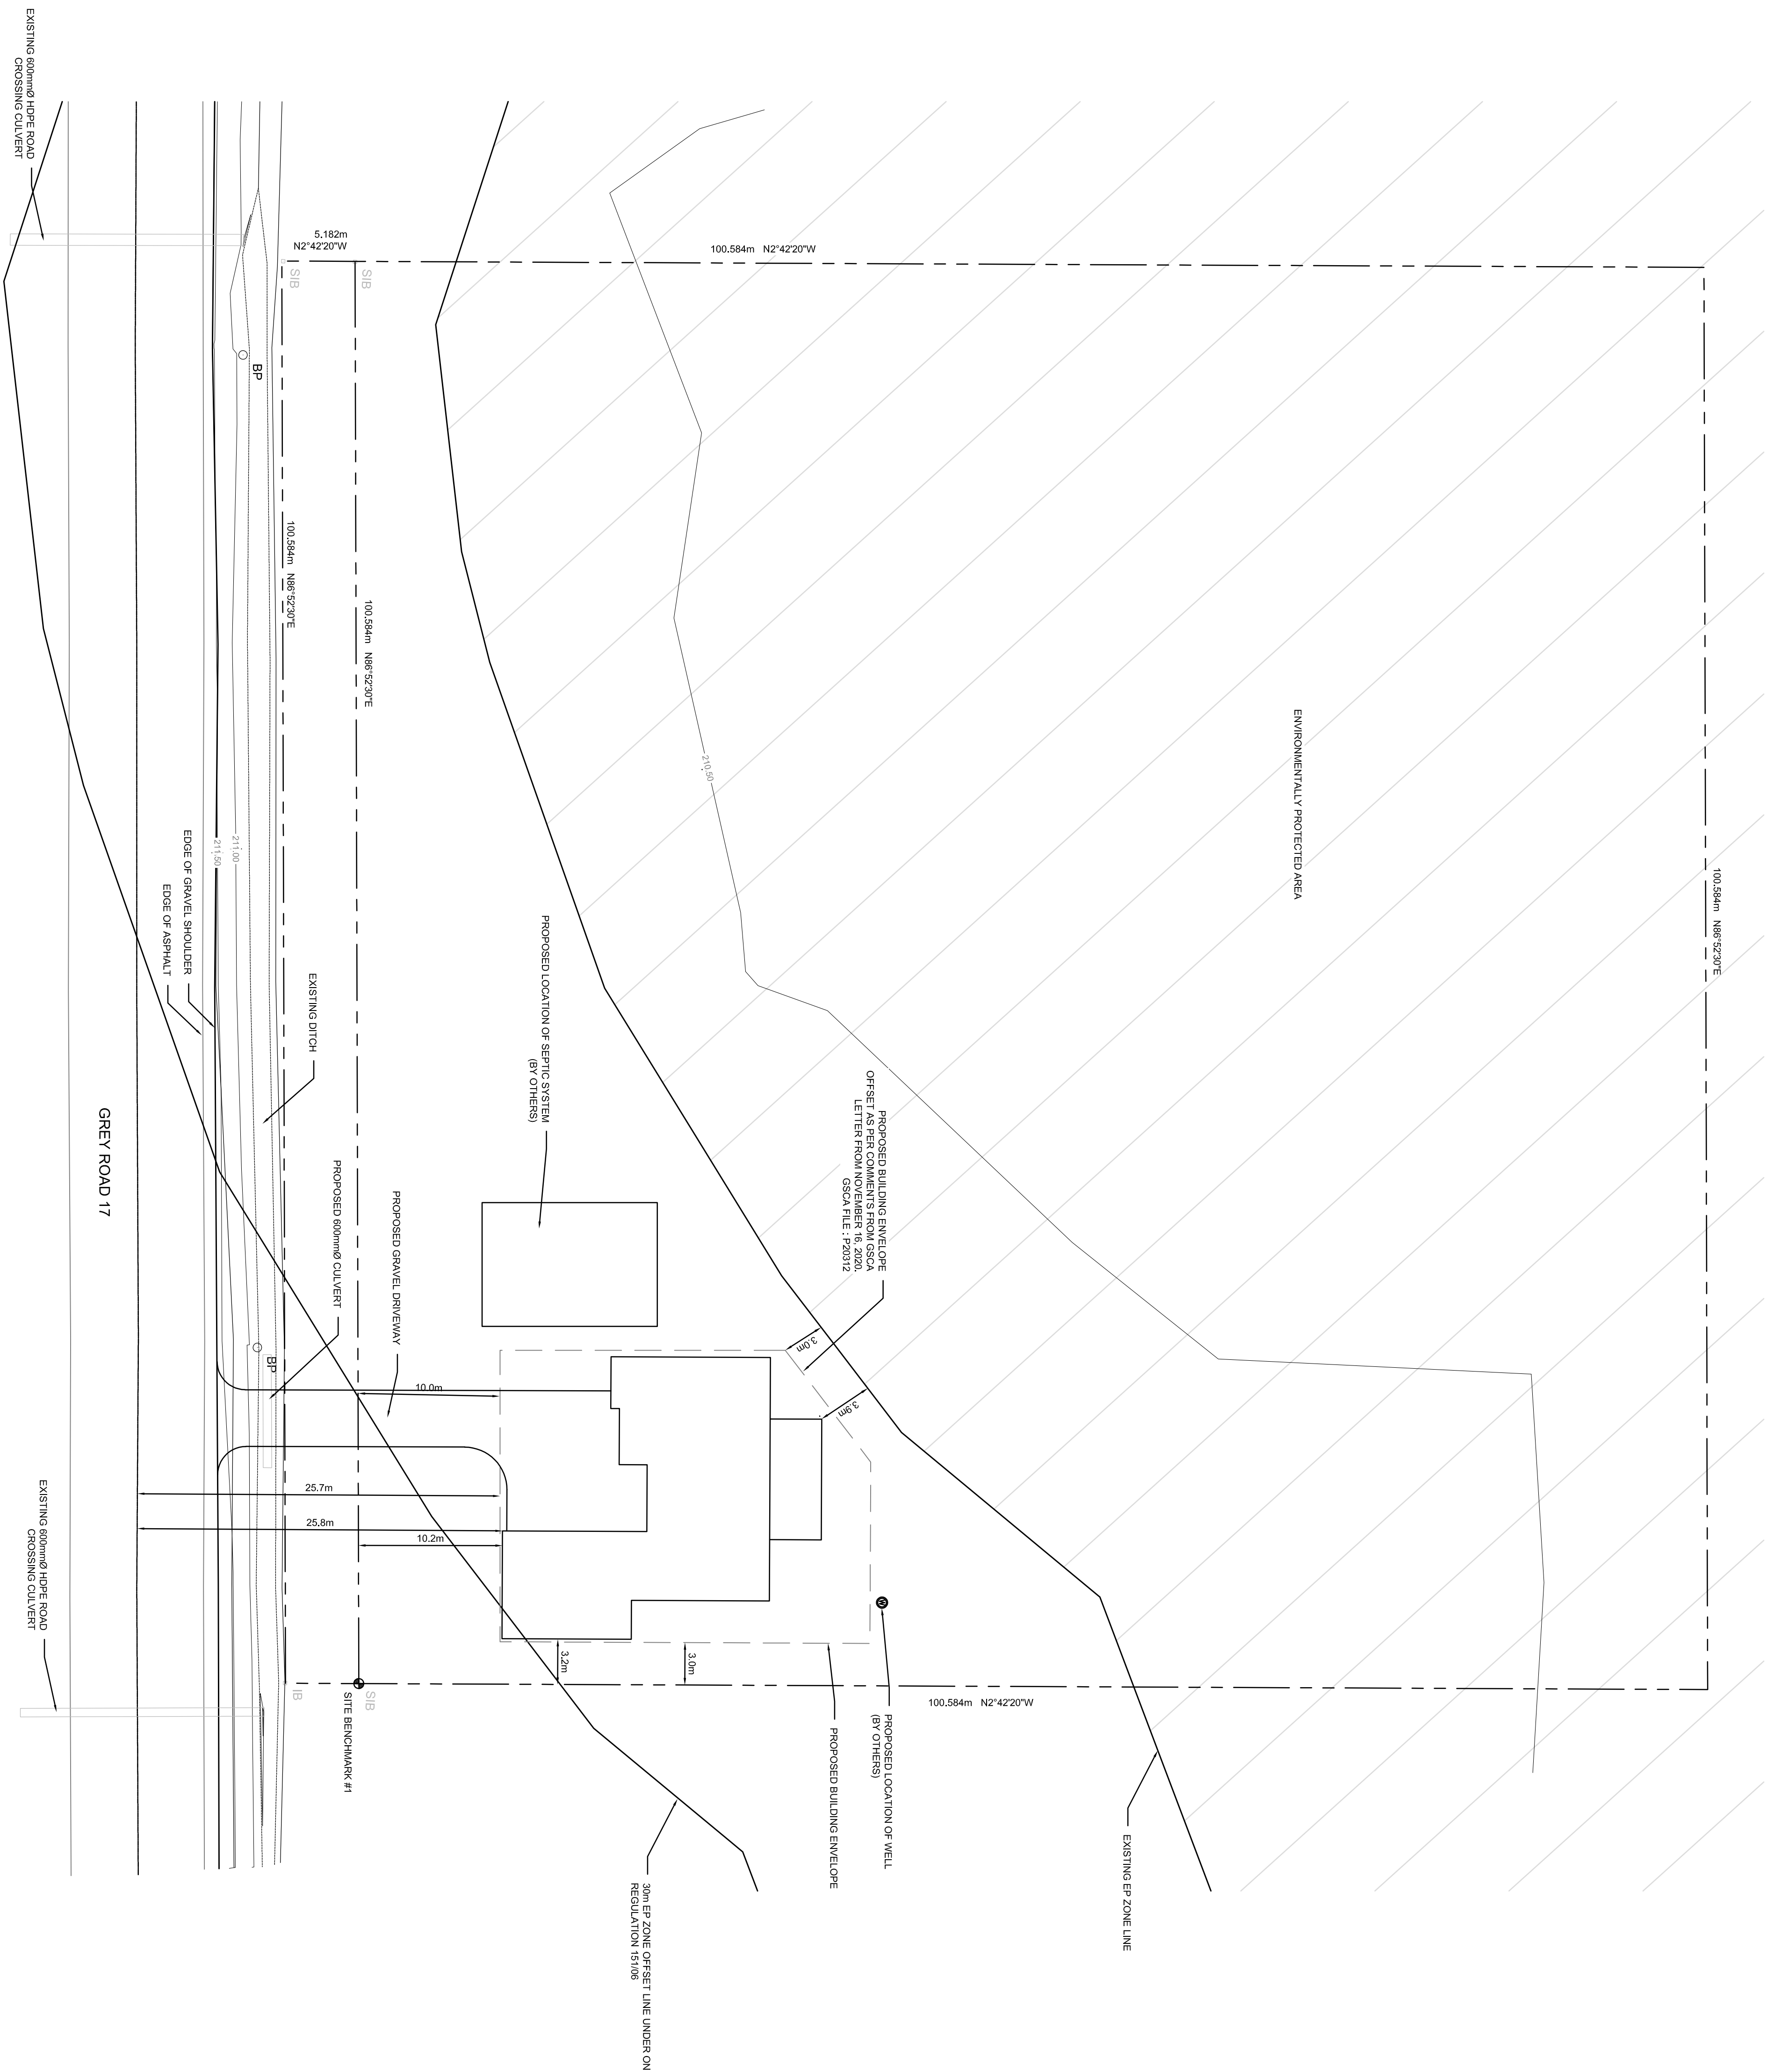 EXISTING 600mmØ HDPE ROAD
CROSSING CULVERT
5.182m
N2°42'20"W
SIB
SIB
100.584m N2°42'20"W
BP
100.584m N86°52'30"E
100.584m N86°52'30"E
210.50
ENVIRONMENTALLY PROTECTED AREA
100.584m N86°52'30"E
211.50
211.00
EDGE OF GRAVEL SHOULDER
EDGE OF ASPHALT
EXISTING DITCH
PROPOSED LOCATION OF SEPTIC SYSTEM
(BY OTHERS)
PROPOSED BUILDING ENVELOPE
OFFSET AS PER COMMENTS FROM GSCA
LETTER FROM NOVEMBER 16, 2020.
GSCA FILE : P20312
GREY ROAD 17
PROPOSED 600mmØ CULVERT
PROPOSED GRAVEL DRIVEWAY
3.0m
3.9m
BP
10.0m
25.7m
25.8m
10.2m
3.2m
3.0m
W
EXISTING 600mmØ HDPE ROAD
CROSSING CULVERT
IB
SIB
SITE BENCHMARK #1
100.584m N2°42'20"W
PROPOSED LOCATION OF WELL
(BY OTHERS)
PROPOSED BUILDING ENVELOPE
EXISTING EP ZONE LINE
30m EP ZONE OFFSET LINE UNDER ON
REGULATION 151/06